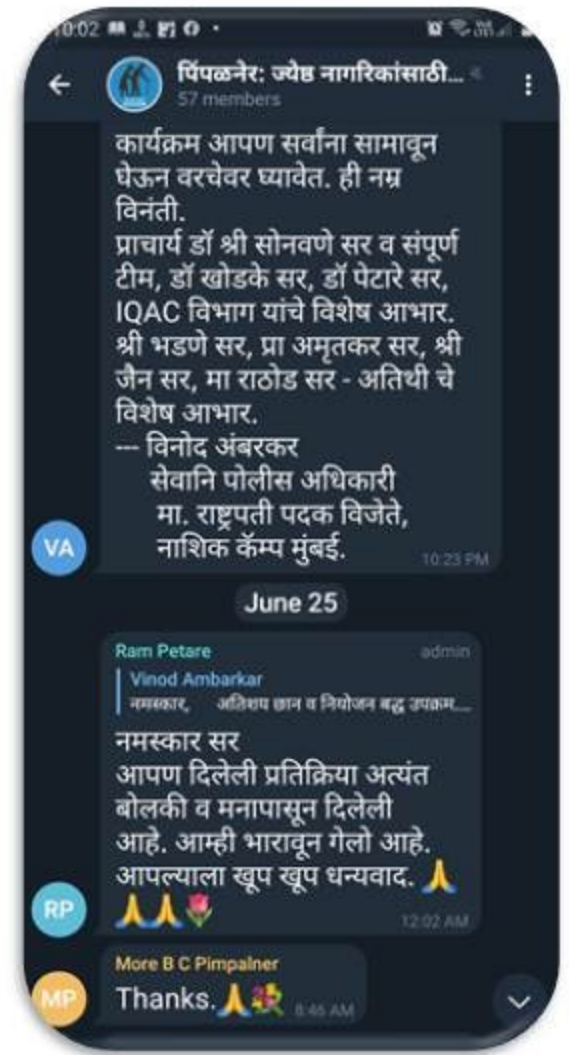 10:02
पिंपळनेर: ज्येष्ठ नागरिकांसाठी...
57 members
कार्यक्रम आपण सर्वांना सामावून
घेऊन वरचेवर घ्यावेत. ही नम्र
विनंती.
प्राचार्य डॉ श्री सोनवणे सर व संपूर्ण
टीम, डॉ खोडके सर, डॉ पेटारे सर,
IQAC विभाग यांचे विशेष आभार.
श्री भडणे सर, प्रा अमृतकर सर, श्री
जैन सर, मा राठोड सर - अतिथी चे
विशेष आभार.
--- विनोद अंबरकर
सेवानि पोलीस अधिकारी
मा. राष्ट्रपती पदक विजेते,
नाशिक कॅम्प मुंबई.
VA
10:23 PM
June 25
Ram Petare admin
Vinod Ambarkar
नमस्कार, अतिशय छान व नियोजन बद्ध उपक्रम....
नमस्कार सर
आपण दिलेली प्रतिक्रिया अत्यंत
बोलकी व मनापासून दिलेली
आहे. आम्ही भारावून गेलो आहे.
आपल्याला खूप खूप धन्यवाद. 🙏
🙏🙏🌷
RP
12:02 AM
More B C Pimpalner
MP
Thanks.🙏💐 8:46 AM